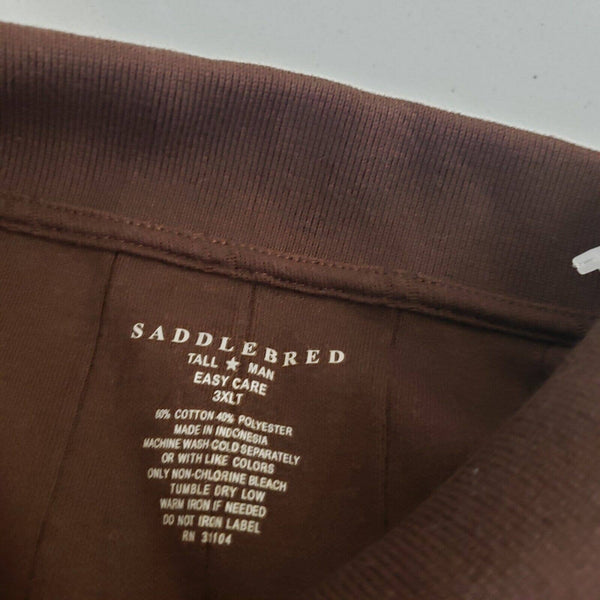 SADDLEBRED
TALL ★ MAN
EASY CARE
3XLT
60% COTTON 40% POLYESTER
MADE IN INDONESIA
MACHINE WASH COLD SEPARATELY
OR WITH LIKE COLORS
ONLY NON-CHLORINE BLEACH
TUMBLE DRY LOW
WARM IRON IF NEEDED
DO NOT IRON LABEL
RN 31104